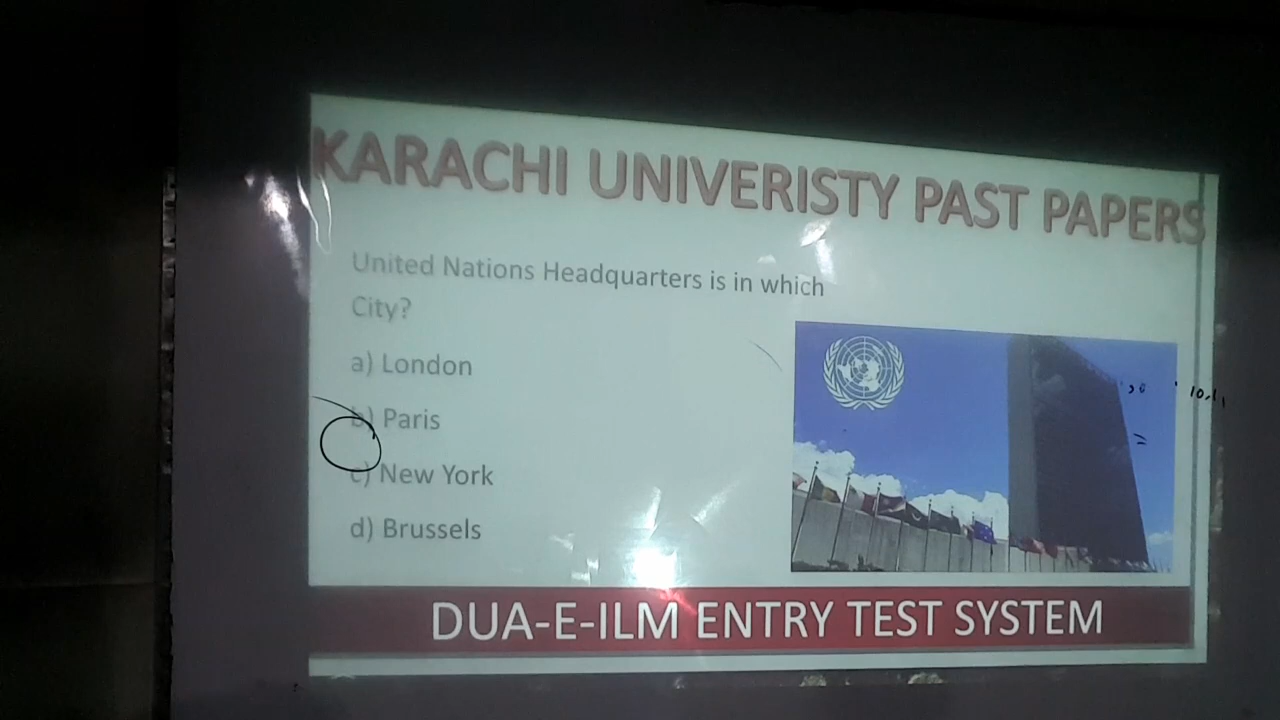 KARACHI UNIVERISTY PAST PAPERS
United Nations Headquarters is in which
City?
a) London
b) Paris
c) New York
d) Brussels
DUA-E-ILM ENTRY TEST SYSTEM